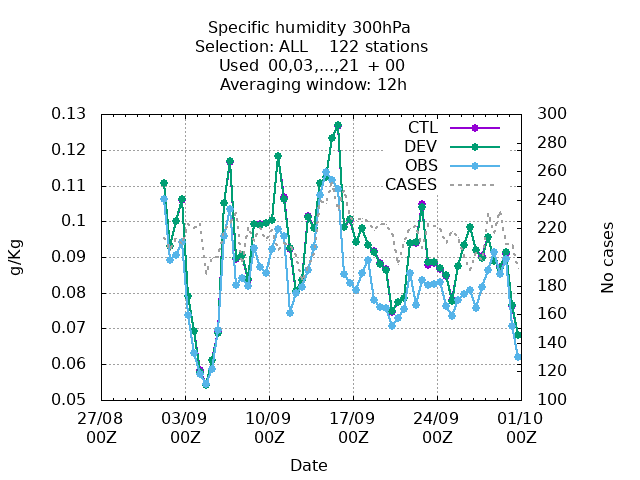 Specific humidity 300hPa
Selection: ALL 122 stations
Used 00,03,...,21 + 00
Averaging window: 12h
0.13
0.12
0.11
0.1
0.09
0.08
0.07
0.06
0.05
300
280
260
240
220
200
180
160
140
120
100
CTL
DEV
OBS
CASES
g/Kg
No cases
27/08 03/09 10/09 17/09 24/09 01/10
00Z 00Z 00Z 00Z 00Z 00Z
Date